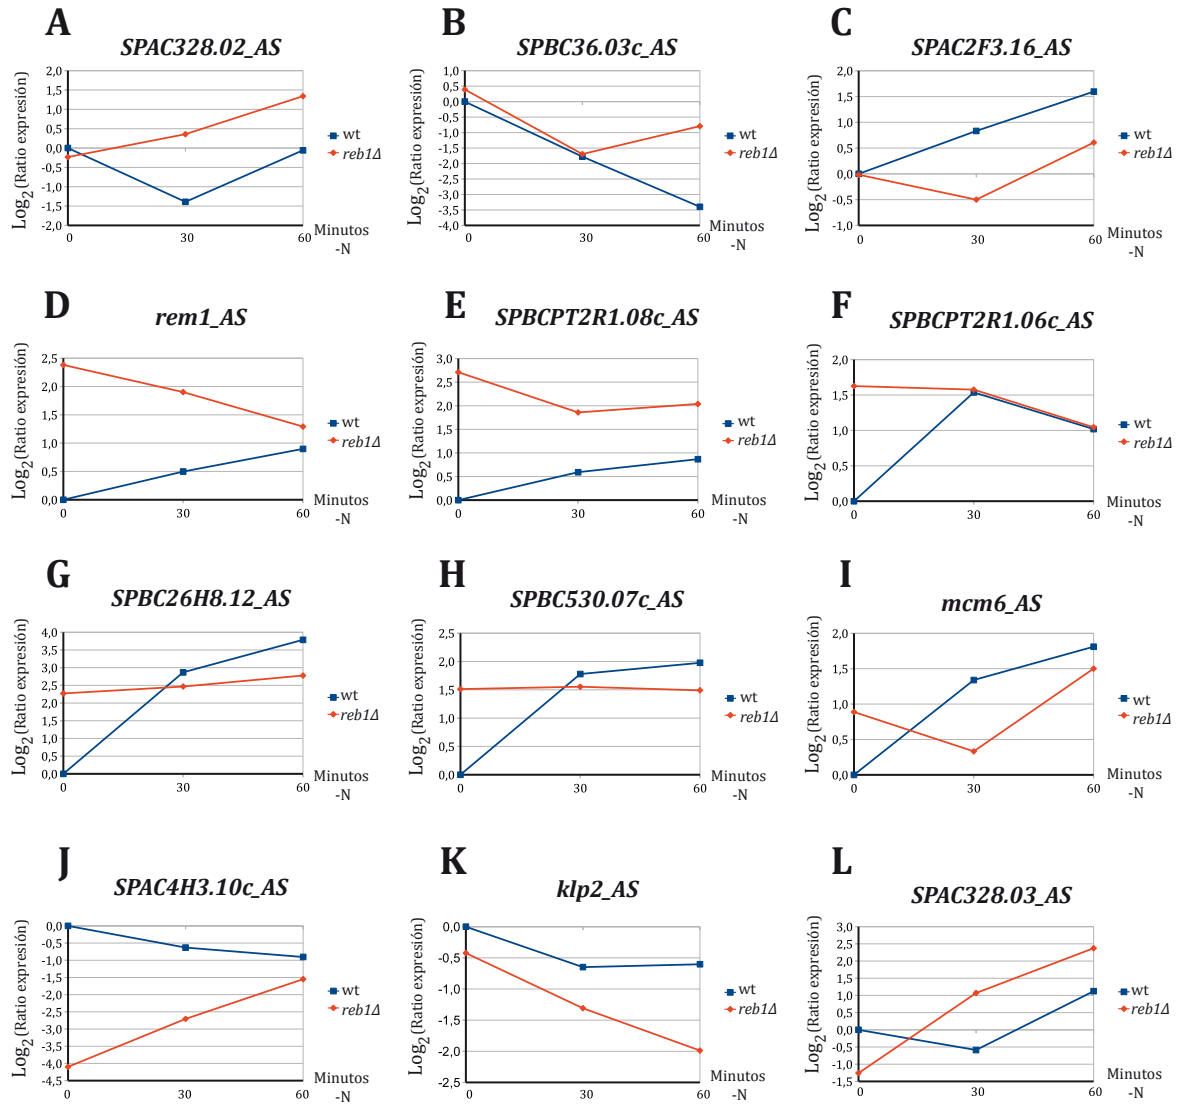 A
SPAC328.02_AS
Log2(Ratio expresión)
2,0
1,5
1,0
0,5
0,0
-0,5
-1,0
-1,5
-2,0
0
30
60
Minutos
-N
wt
reb1Δ
B
SPBC36.03c_AS
Log2(Ratio expresión)
1,0
0,5
0,0
-0,5
-1,0
-1,5
-2,0
-2,5
-3,0
-3,5
-4,0
0
30
60
Minutos
-N
wt
reb1Δ
C
SPAC2F3.16_AS
Log2(Ratio expresión)
2,0
1,5
1,0
0,5
0,0
-0,5
-1,0
0
30
60
Minutos
-N
wt
reb1Δ
D
rem1_AS
Log2(Ratio expresión)
2,5
2,0
1,5
1,0
0,5
0,0
0
30
60
Minutos
-N
wt
reb1Δ
E
SPBCPT2R1.08c_AS
Log2(Ratio expresión)
3,0
2,5
2,0
1,5
1,0
0,5
0,0
0
30
60
Minutos
-N
wt
reb1Δ
F
SPBCPT2R1.06c_AS
Log2(Ratio expresión)
2,0
1,5
1,0
0,5
0,0
0
30
60
Minutos
-N
wt
reb1Δ
G
SPBC26H8.12_AS
Log2(Ratio expresión)
4,0
3,5
3,0
2,5
2,0
1,5
1,0
0,5
0,0
0
30
60
Minutos
-N
wt
reb1Δ
H
SPBC530.07c_AS
Log2(Ratio expresión)
2,5
2,0
1,5
1,0
0,5
0,0
0
30
60
Minutos
-N
wt
reb1Δ
I
mcm6_AS
Log2(Ratio expresión)
2,0
1,5
1,0
0,5
0,0
0
30
60
Minutos
-N
wt
reb1Δ
J
SPAC4H3.10c_AS
Log2(Ratio expresión)
0,0
-0,5
-1,0
-1,5
-2,0
-2,5
-3,0
-3,5
-4,0
-4,5
0
30
60
Minutos
-N
wt
reb1Δ
K
klp2_AS
Log2(Ratio expresión)
0,0
-0,5
-1,0
-1,5
-2,0
-2,5
0
30
60
Minutos
-N
wt
reb1Δ
L
SPAC328.03_AS
Log2(Ratio expresión)
3,0
2,5
2,0
1,5
1,0
0,5
0,0
-0,5
-1,0
-1,5
0
30
60
Minutos
-N
wt
reb1Δ